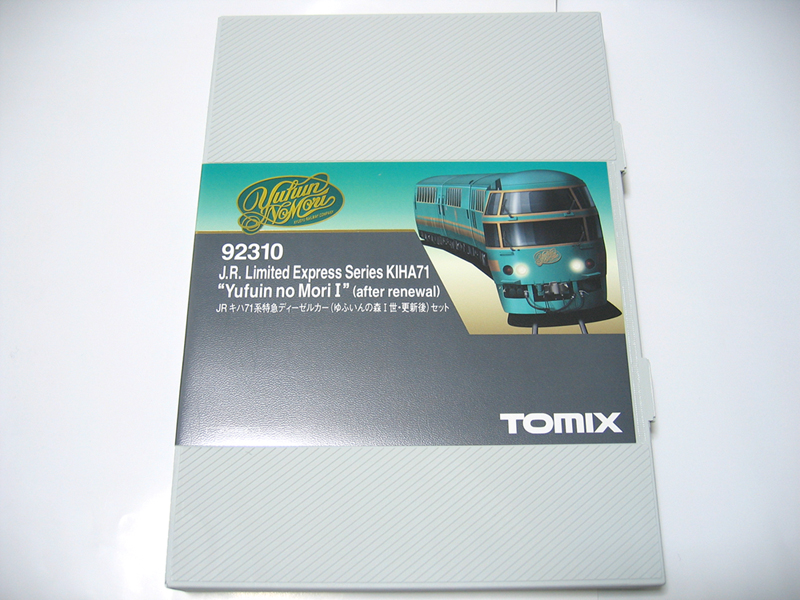 Yufuin
NoMori
92310
J.R. Limited Express Series KIHA71
“Yufuin no Mori I” (after renewal)
JR キハ71系特急ディーゼルカー(ゆふいんの森I世・更新後)セット
TOMIX